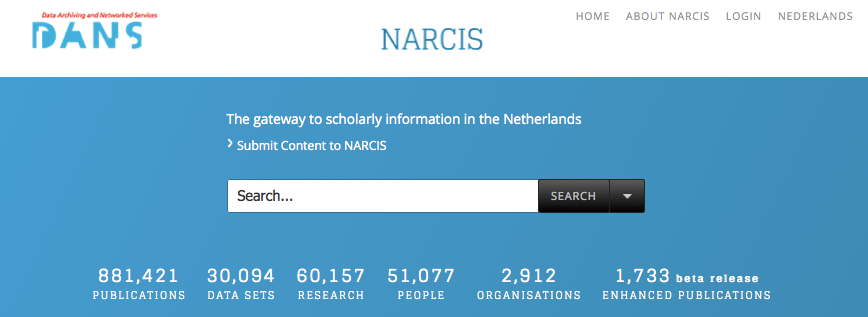 Data Archiving and Networked Services
DANS
NARCIS
HOME ABOUT NARCIS LOGIN NEDERLANDS
The gateway to scholarly information in the Netherlands
› Submit Content to NARCIS
Search... SEARCH
881,421 30,094 60,157 51,077 2,912 1,733 beta release
PUBLICATIONS DATA SETS RESEARCH PEOPLE ORGANISATIONS ENHANCED PUBLICATIONS